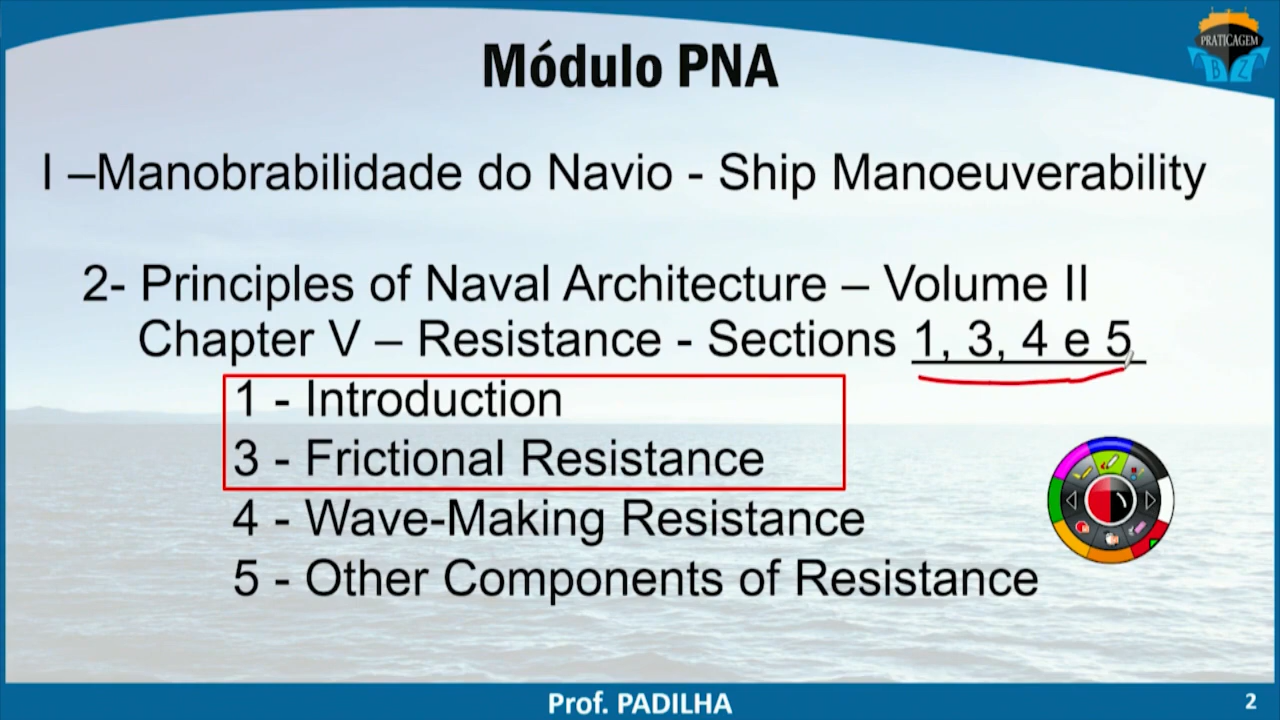 PRATICAGEM
B Z
Módulo PNA
I –Manobrabilidade do Navio - Ship Manoeuverability
2- Principles of Naval Architecture – Volume II
Chapter V – Resistance - Sections 1, 3, 4 e 5
1 - Introduction
3 - Frictional Resistance
4 - Wave-Making Resistance
5 - Other Components of Resistance
Prof. PADILHA
2